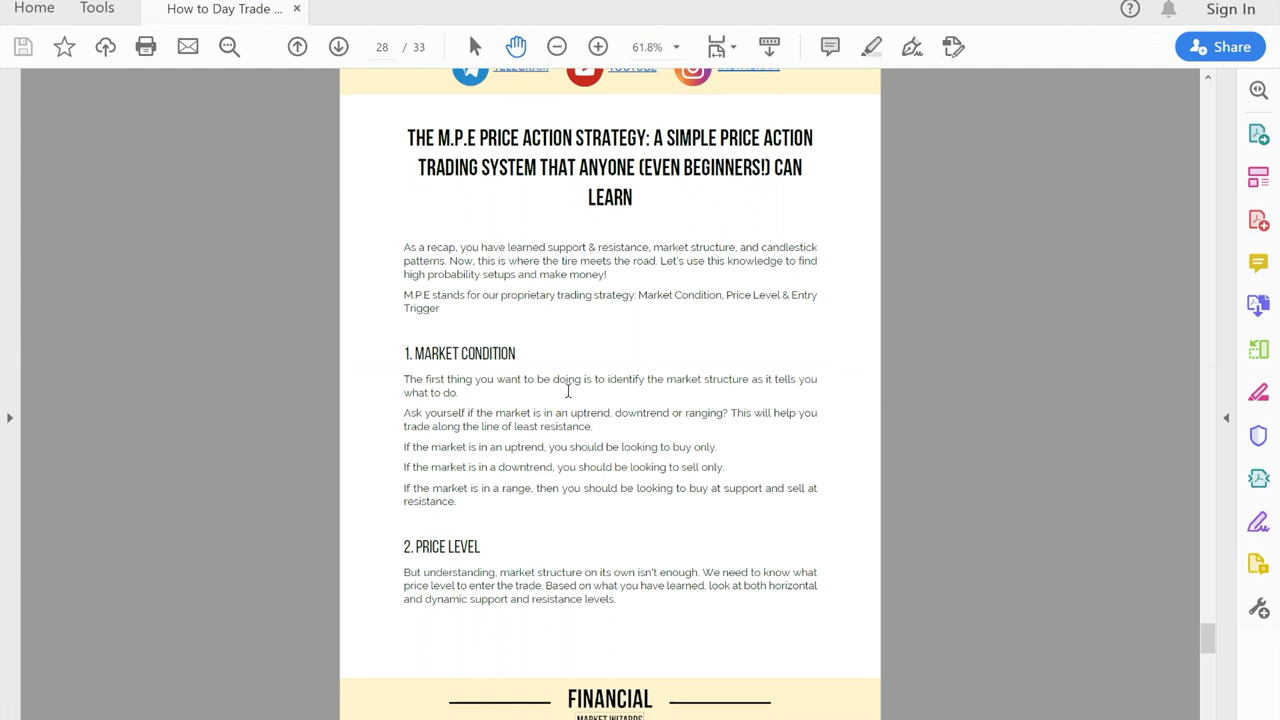 Home Tools How to Day Trade ... × Sign In
28 / 33 61.8% Share
TELEGRAM YOUTUBE INSTAGRAM
THE M.P.E PRICE ACTION STRATEGY: A SIMPLE PRICE ACTION
TRADING SYSTEM THAT ANYONE (EVEN BEGINNERS!) CAN
LEARN
As a recap, you have learned support & resistance, market structure, and candlestick
patterns. Now, this is where the tire meets the road. Let's use this knowledge to find
high probability setups and make money!
M.P.E stands for our proprietary trading strategy: Market Condition, Price Level & Entry
Trigger
1. MARKET CONDITION
The first thing you want to be doing is to identify the market structure as it tells you
what to do.
Ask yourself if the market is in an uptrend, downtrend or ranging? This will help you
trade along the line of least resistance.
If the market is in an uptrend, you should be looking to buy only.
If the market is in a downtrend, you should be looking to sell only.
If the market is in a range, then you should be looking to buy at support and sell at
resistance.
2. PRICE LEVEL
But understanding, market structure on its own isn't enough. We need to know what
price level to enter the trade. Based on what you have learned, look at both horizontal
and dynamic support and resistance levels.
FINANCIAL
MARKET WIZARDS